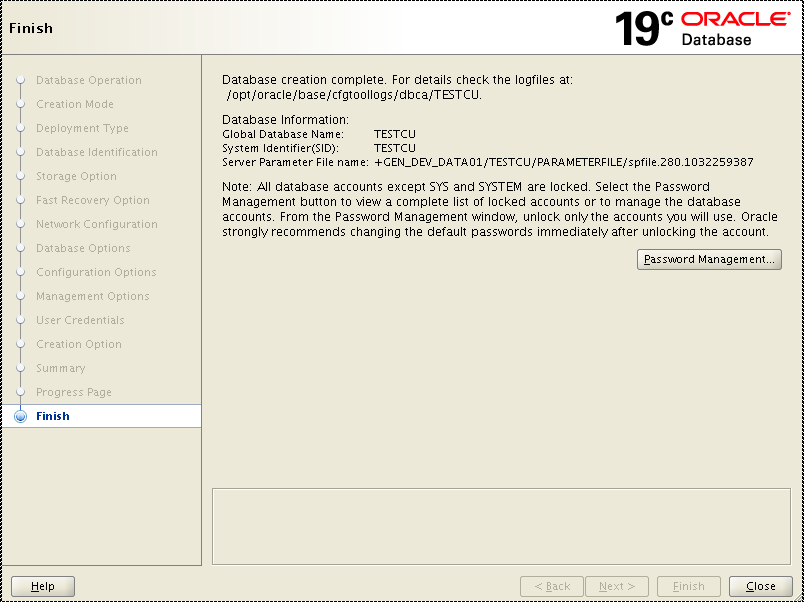 Finish
19c ORACLE
Database
Database Operation
Creation Mode
Deployment Type
Database Identification
Storage Option
Fast Recovery Option
Network Configuration
Database Options
Configuration Options
Management Options
User Credentials
Creation Option
Summary
Progress Page
Finish
Database creation complete. For details check the logfiles at:
/opt/oracle/base/cfgtoollogs/dbca/TESTCU.
Database Information:
Global Database Name: TESTCU
System Identifier(SID): TESTCU
Server Parameter File name: +GEN_DEV_DATA01/TESTCU/PARAMETERFILE/spfile.280.1032259387
Note: All database accounts except SYS and SYSTEM are locked. Select the Password
Management button to view a complete list of locked accounts or to manage the database
accounts. From the Password Management window, unlock only the accounts you will use. Oracle
strongly recommends changing the default passwords immediately after unlocking the account.
Password Management...
Help
< Back
Next >
Finish
Close